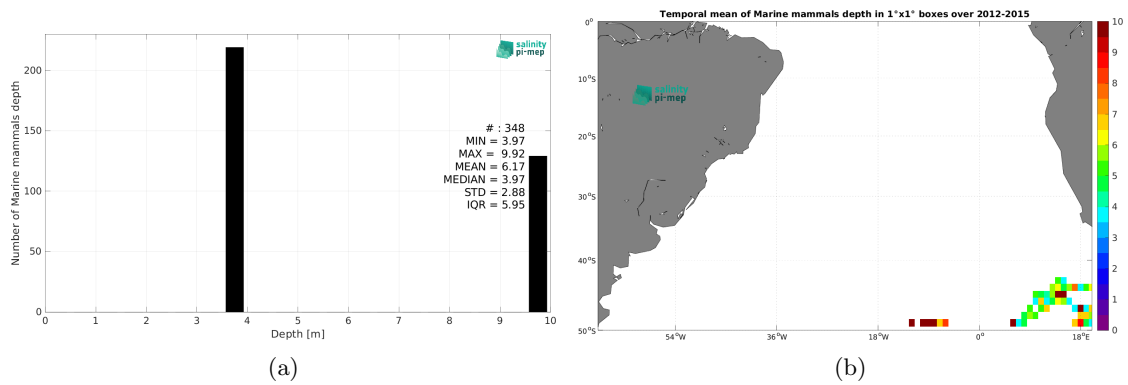 salinity
pi-mep
Number of Marine mammals depth
200
150
100
50
0
# : 348
MIN = 3.97
MAX = 9.92
MEAN = 6.17
MEDIAN = 3.97
STD = 2.88
IQR = 5.95
0 1 2 3 4 5 6 7 8 9 10
Depth [m]
(a)
Temporal mean of Marine mammals depth in 1°x1° boxes over 2012-2015
salinity
pi-mep
0°
10°S
20°S
30°S
40°S
50°S
54°W 36°W 18°W 0° 18°E
10
9
8
7
6
5
4
3
2
1
0
(b)